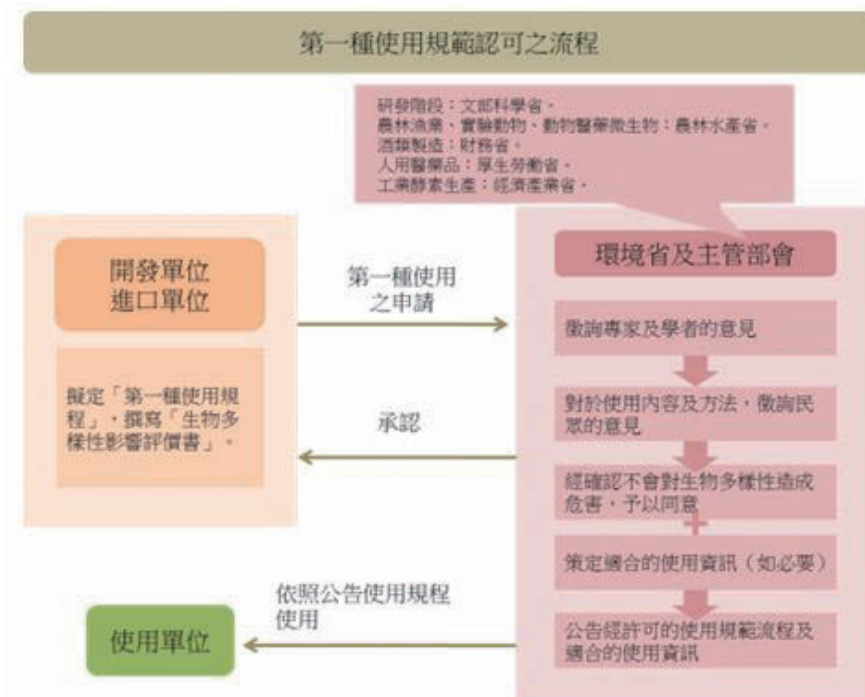 第一種使用規範認可之流程
研發階段：文部科學省。
農林漁業、實驗動物、動物醫藥微生物：農林水產省。
酒類製造：財務省。
人用醫藥品：厚生勞働省。
工業酵素生產：經濟產業省。
開發單位
進口單位
擬定「第一種使用規
程」，撰寫「生物多
樣性影響評價書」。
第一種使用
之申請
承認
環境省及主管部會
徵詢專家及學者的意見
對於使用內容及方法，徵詢民
眾的意見
經確認不會對生物多樣性造成
危害，予以同意
策定適合的使用資訊（如必要）
公告經許可的使用規範流程及
適合的使用資訊
依照公告使用規程
使用
使用單位